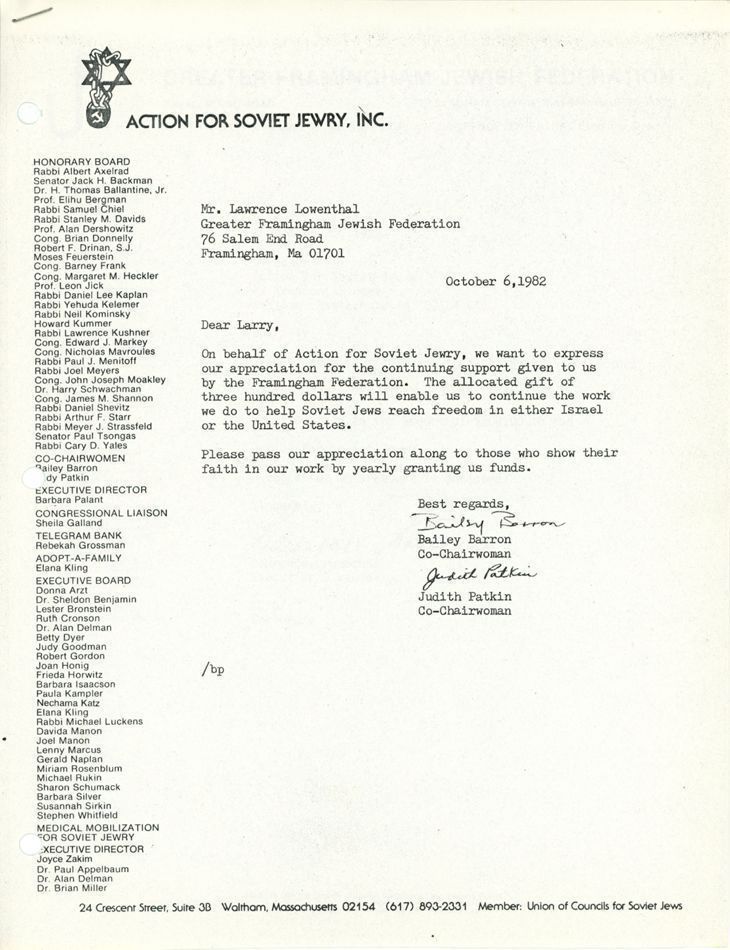 ACTION FOR SOVIET JEWRY, INC.
HONORARY BOARD
Rabbi Albert Axelrad
Senator Jack H. Backman
Dr. H. Thomas Ballantine, Jr.
Prof. Elihu Bergman
Rabbi Samuel Chiel
Rabbi Stanley M. Davids
Prof. Alan Dershowitz
Cong. Brian Donnelly
Robert F. Drinan, S.J.
Moses Feuerstein
Cong. Barney Frank
Cong. Margaret M. Heckler
Prof. Leon Jick
Rabbi Daniel Lee Kaplan
Rabbi Yehuda Kelemer
Rabbi Neil Kominsky
Howard Kummer
Rabbi Lawrence Kushner
Cong. Edward J. Markey
Cong. Nicholas Mavroules
Rabbi Paul J. Menitoff
Rabbi Joel Meyers
Cong. John Joseph Moakley
Dr. Harry Schwachman
Cong. James M. Shannon
Rabbi Daniel Shevitz
Rabbi Arthur F. Starr
Rabbi Meyer J. Strassfeld
Senator Paul Tsongas
Rabbi Cary D. Yales
CO-CHAIRWOMEN
Bailey Barron
dy Patkin
EXECUTIVE DIRECTOR
Barbara Palant
CONGRESSIONAL LIAISON
Sheila Galland
TELEGRAM BANK
Rebekah Grossman
ADOPT-A-FAMILY
Elana Kling
EXECUTIVE BOARD
Donna Arzt
Dr. Sheldon Benjamin
Lester Bronstein
Ruth Cronson
Dr. Alan Delman
Betty Dyer
Judy Goodman
Robert Gordon
Joan Honig
Frieda Horwitz
Barbara Isaacson
Paula Kampler
Nechama Katz
Elana Kling
Rabbi Michael Luckens
Davida Manon
Joel Manon
Lenny Marcus
Gerald Naplan
Miriam Rosenblum
Michael Rukin
Sharon Schumack
Barbara Silver
Susannah Sirkin
Stephen Whitfield
MEDICAL MOBILIZATION
FOR SOVIET JEWRY
EXECUTIVE DIRECTOR
Joyce Zakim
Dr. Paul Appelbaum
Dr. Alan Delman
Dr. Brian Miller
Mr. Lawrence Lowenthal
Greater Framingham Jewish Federation
76 Salem End Road
Framingham, Ma 01701
October 6,1982
Dear Larry,
On behalf of Action for Soviet Jewry, we want to express
our appreciation for the continuing support given to us
by the Framingham Federation. The allocated gift of
three hundred dollars will enable us to continue the work
we do to help Soviet Jews reach freedom in either Israel
or the United States.
Please pass our appreciation along to those who show their
faith in our work by yearly granting us funds.
Best regards,
Bailey Barron
Bailey Barron
Co-Chairwoman
Judith Patkin
Judith Patkin
Co-Chairwoman
/bp
24 Crescent Street, Suite 3B Waltham, Massachusetts 02154 (617) 893-2331 Member: Union of Councils for Soviet Jews